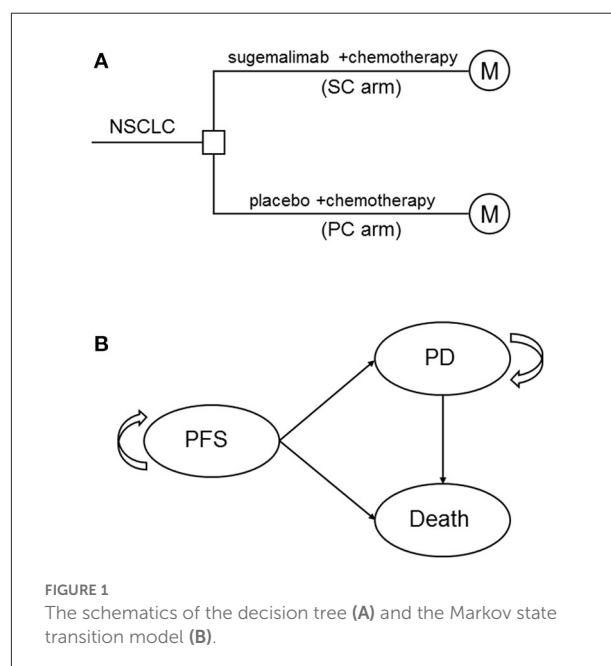 A
sugemalimab +chemotherapy
(SC arm)
M
NSCLC
placebo +chemotherapy
(PC arm)
M
B
PD
PFS
Death
FIGURE 1
The schematics of the decision tree (A) and the Markov state
transition model (B).